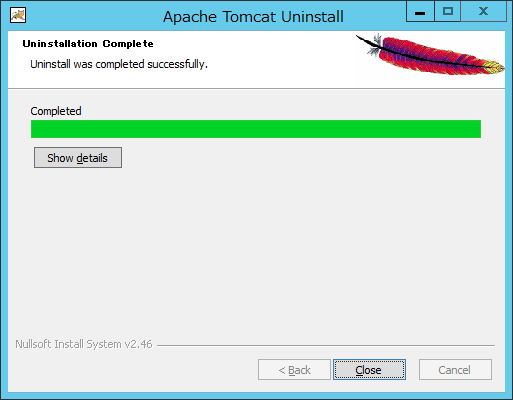 Apache Tomcat Uninstall
Uninstallation Complete
Uninstall was completed successfully.
Completed
Show details
Nullsoft Install System v2.46
< Back
Close
Cancel